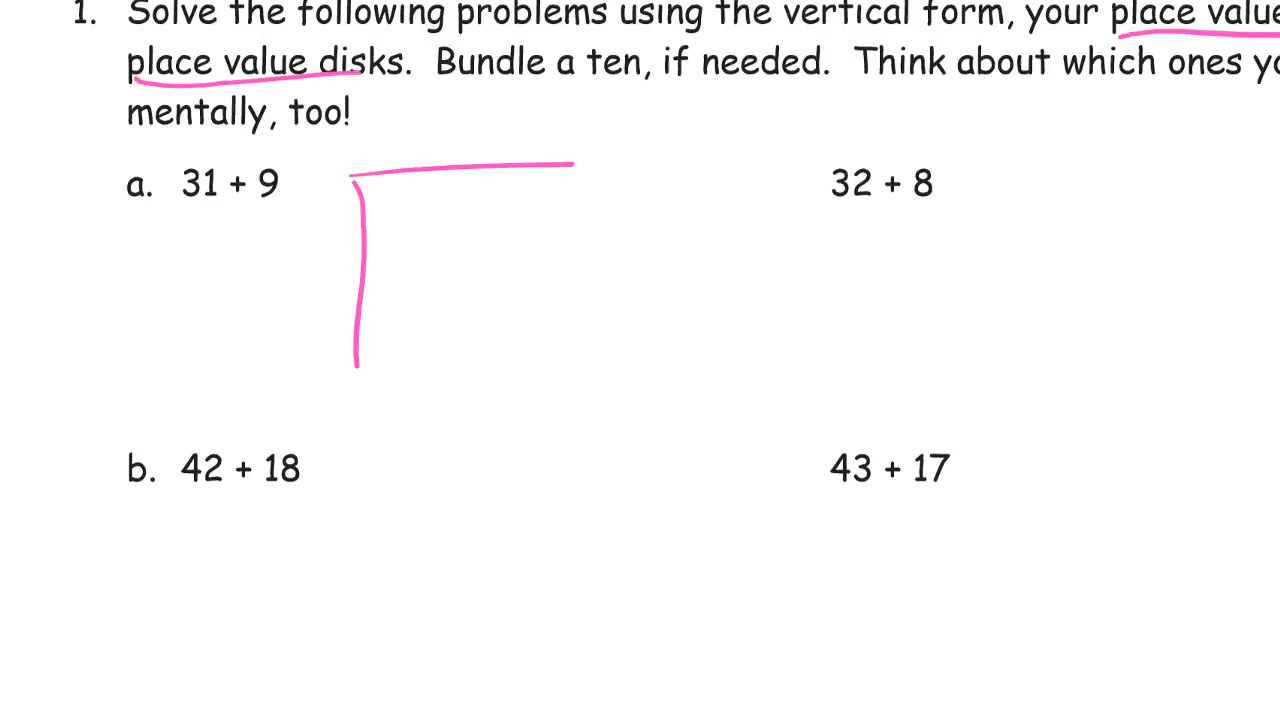 1. Solve the following problems using the vertical form, your place value
place value disks. Bundle a ten, if needed. Think about which ones
mentally, too!
a. 31 + 9 32 + 8
b. 42 + 18 43 + 17